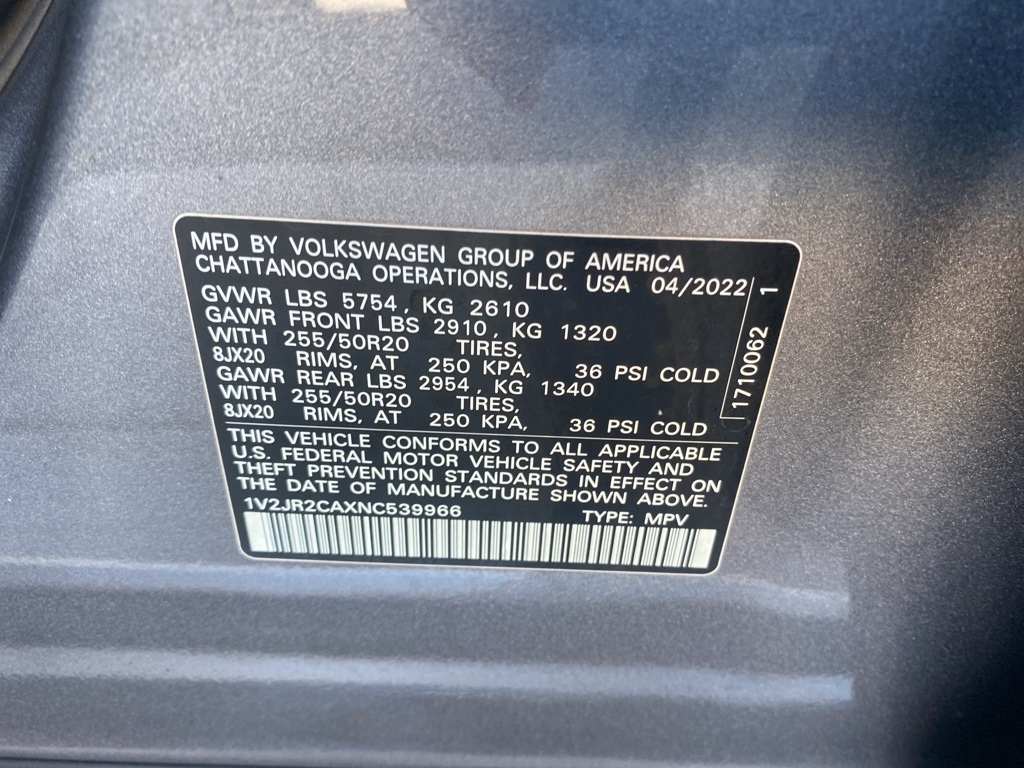 MFD BY VOLKSWAGEN GROUP OF AMERICA
CHATTANOOGA OPERATIONS, LLC. USA 04/2022
GVWR LBS 5754, KG 2610
GAWR FRONT LBS 2910, KG 1320
WITH 255/50R20 TIRES,
8JX20 RIMS, AT 250 KPA, 36 PSI COLD
GAWR REAR LBS 2954, KG 1340
WITH 255/50R20 TIRES,
8JX20 RIMS, AT 250 KPA, 36 PSI COLD
1710062 1
THIS VEHICLE CONFORMS TO ALL APPLICABLE
U.S. FEDERAL MOTOR VEHICLE SAFETY AND
THEFT PREVENTION STANDARDS IN EFFECT ON
THE DATE OF MANUFACTURE SHOWN ABOVE.
1V2JR2CAXNC539966 TYPE: MPV